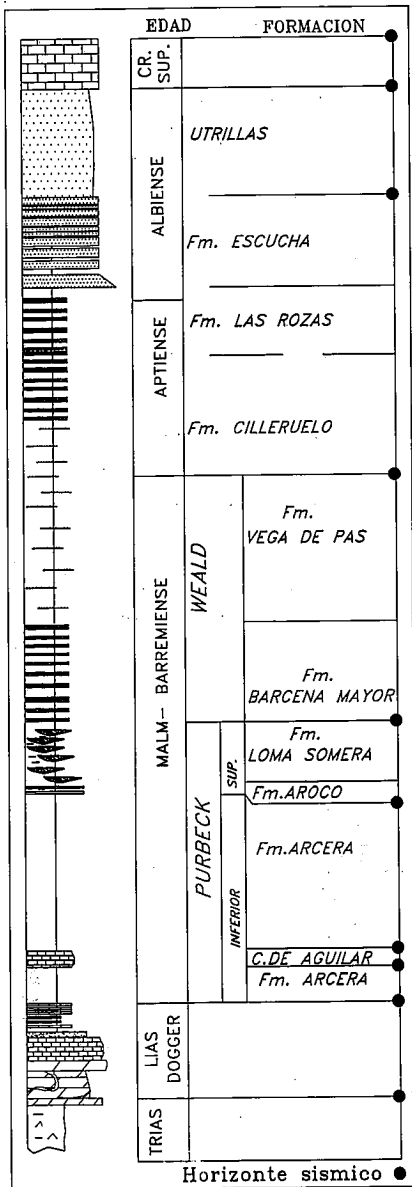 EDAD FORMACION
CR.
SUP.
ALBIENSE
UTRILLAS
Fm. ESCUCHA
APTIENSE
Fm. LAS ROZAS
Fm. CILLERUELO
MALM- BARREMIENSE
WEALD
Fm.
VEGA DE PAS
Fm.
BARCENA MAYOR
PURBECK
SUP.
Fm.
LOMA SOMERA
Fm.AROCO
INFERIOR
Fm.ARCERA
C.DE AGUILAR
Fm. ARCERA
LIAS
DOGGER
TRIAS
Horizonte sismico